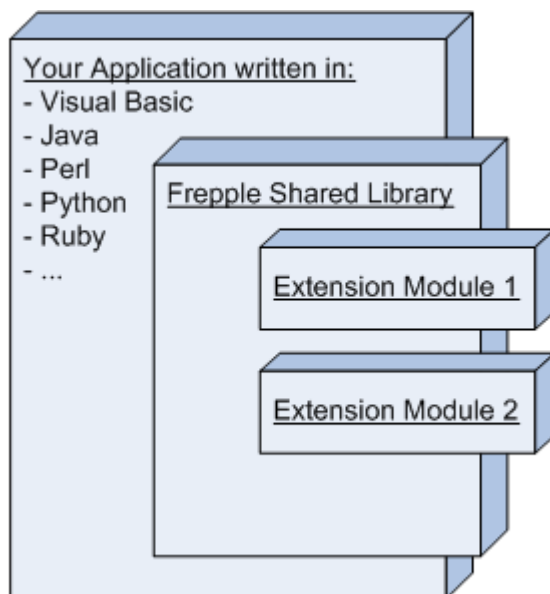 Your Application written in:
- Visual Basic
- Java
- Perl
- Python
- Ruby
- ...
Frepple Shared Library
Extension Module 1
Extension Module 2